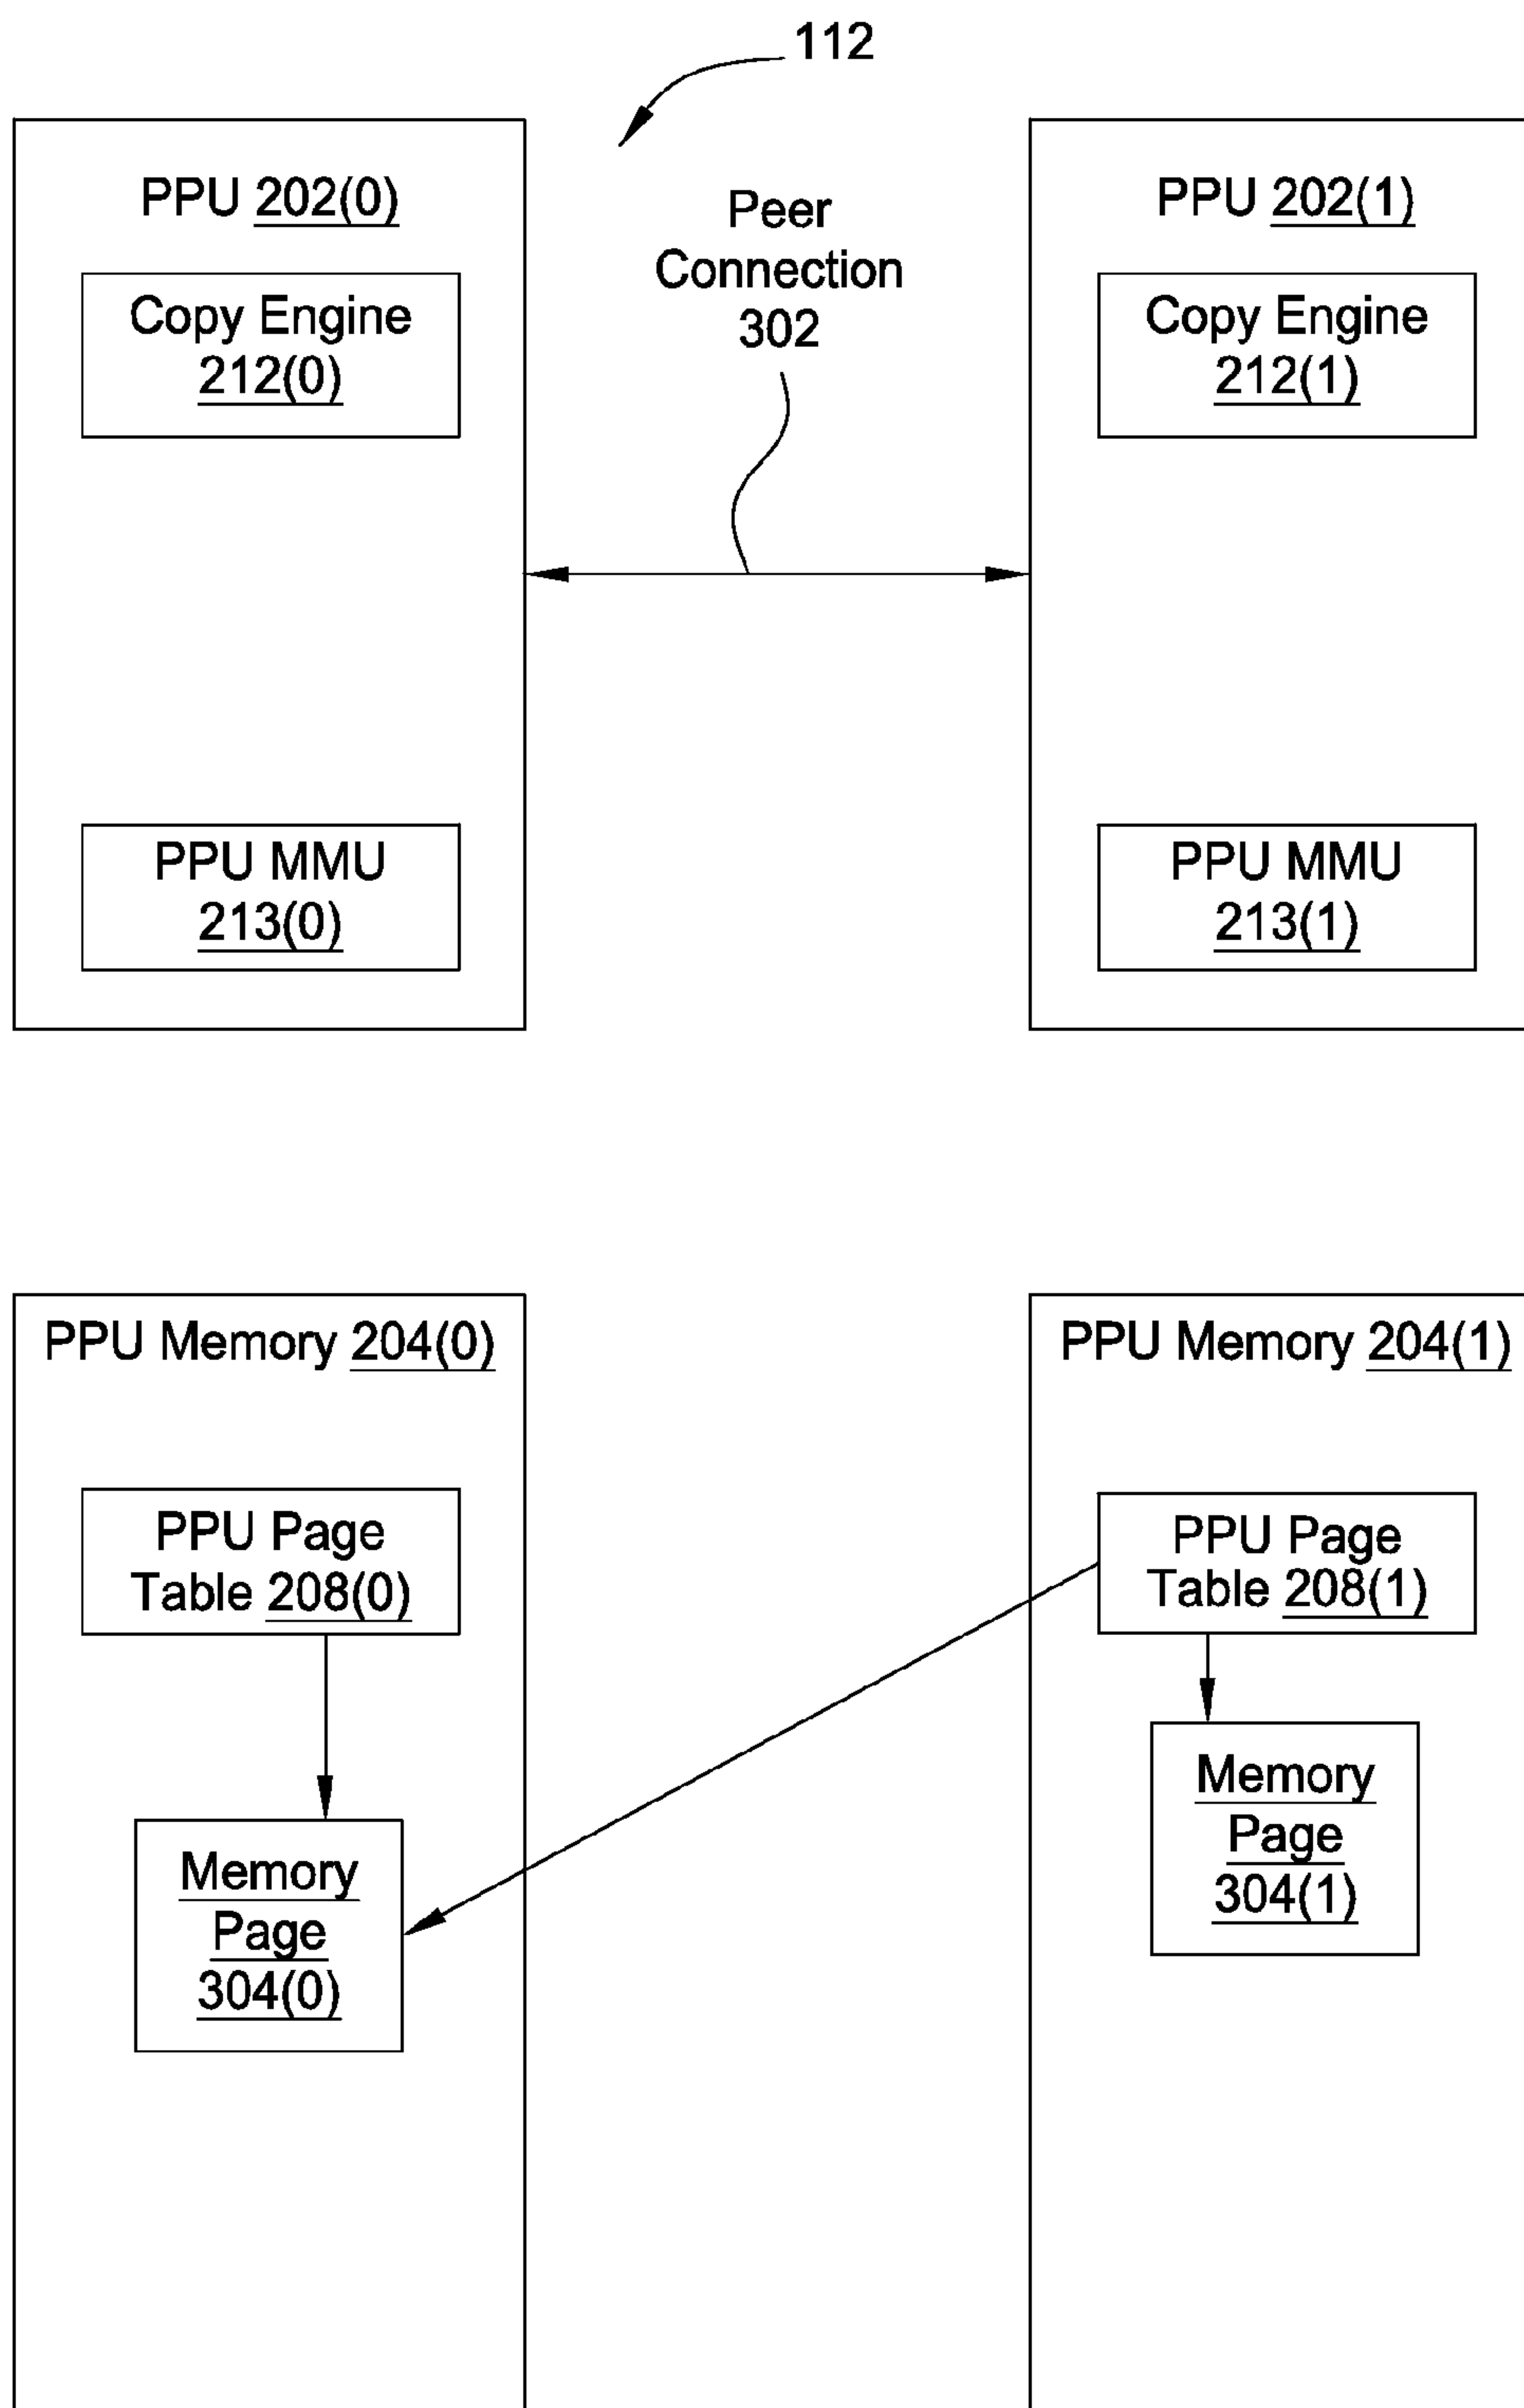 112
PPU 202(0)
Copy Engine
212(0)
PPU MMU
213(0)
Peer
Connection
302
PPU 202(1)
Copy Engine
212(1)
PPU MMU
213(1)
PPU Memory 204(0)
PPU Page
Table 208(0)
Memory
Page
304(0)
PPU Memory 204(1)
PPU Page
Table 208(1)
Memory
Page
304(1)